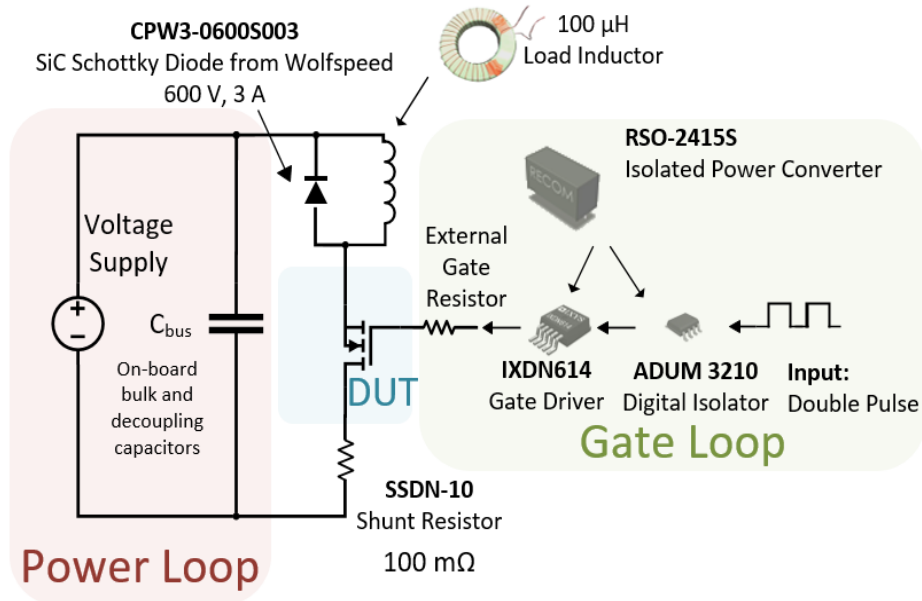 CPW3-0600S003
SiC Schottky Diode from Wolfspeed
600 V, 3 A
100 µH
Load Inductor
RSO-2415S
Isolated Power Converter
RECOM
Voltage
Supply
External
Gate
Resistor
C_bus
On-board
bulk and
decoupling
capacitors
DUT
IXDN614
Gate Driver
ADUM 3210
Digital Isolator
Input:
Double Pulse
Gate Loop
SSDN-10
Shunt Resistor
100 mΩ
Power Loop